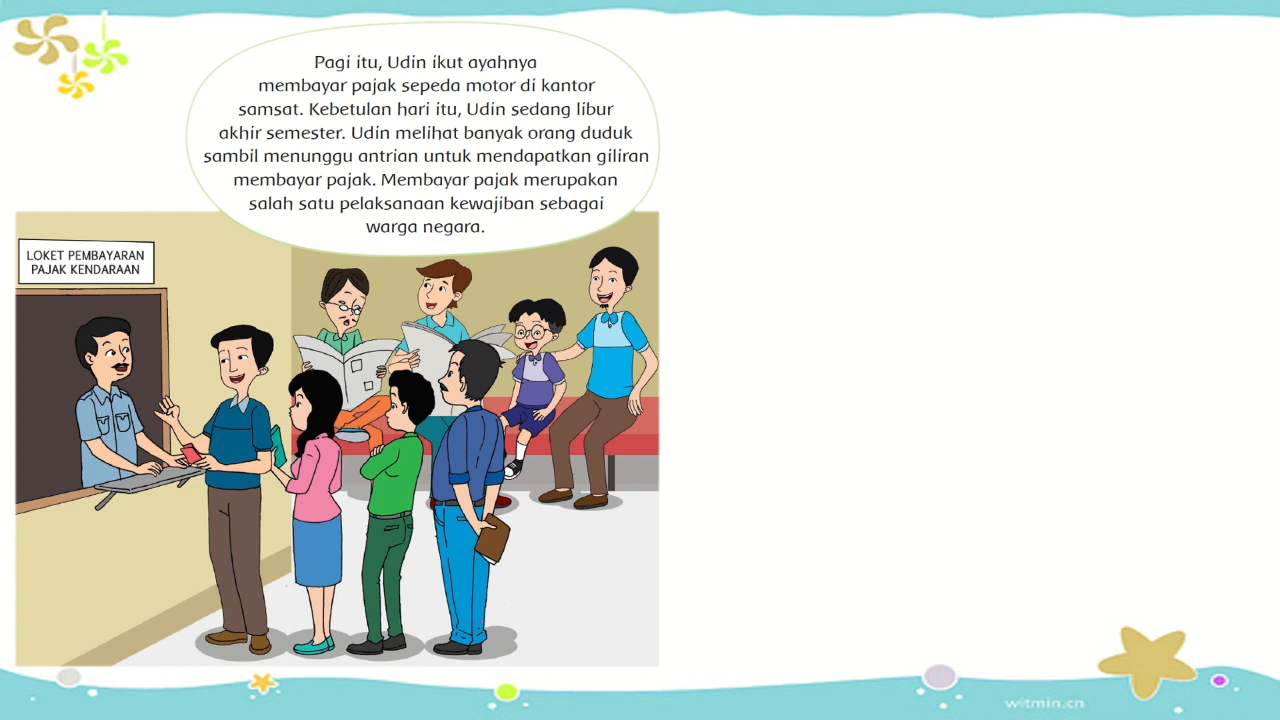 Pagi itu, Udin ikut ayahnya
membayar pajak sepeda motor di kantor
samsat. Kebetulan hari itu, Udin sedang libur
akhir semester. Udin melihat banyak orang duduk
sambil menunggu antrian untuk mendapatkan giliran
membayar pajak. Membayar pajak merupakan
salah satu pelaksanaan kewajiban sebagai
warga negara.
LOKET PEMBAYARAN
PAJAK KENDARAAN
witmin.cn